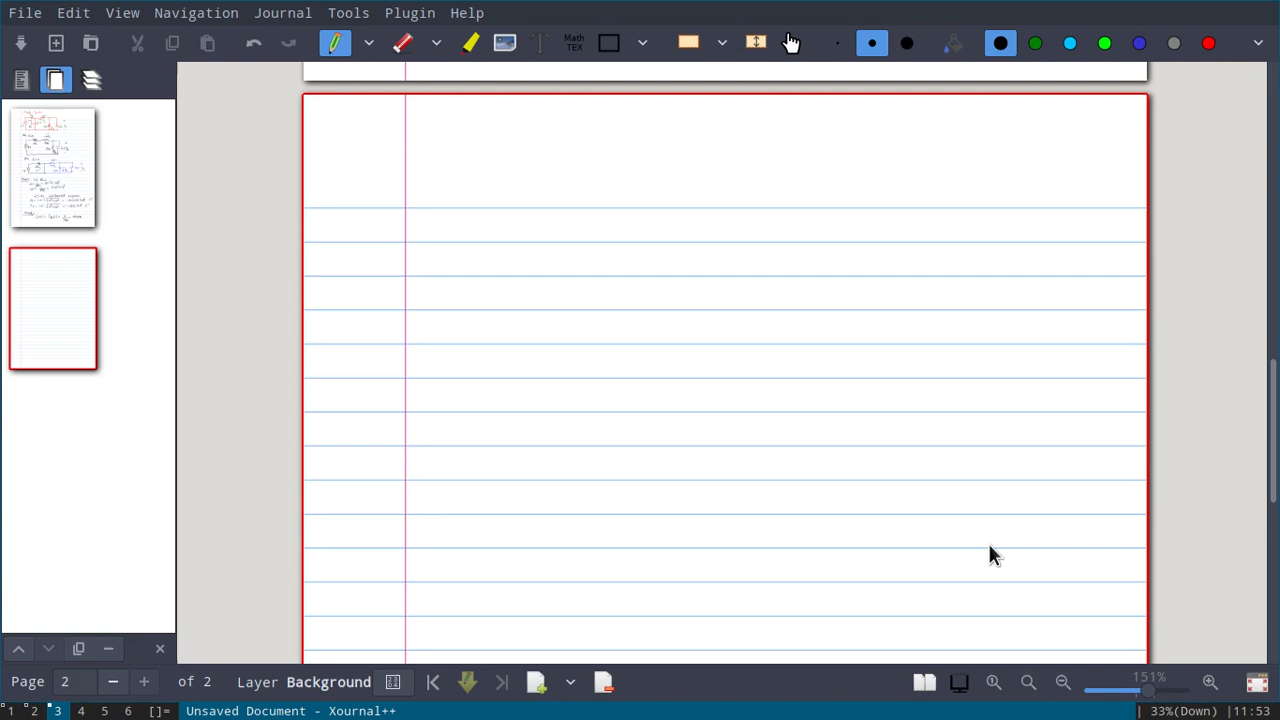 File Edit View Navigation Journal Tools Plugin Help
Math
TEX
Page 2 of 2 Layer Background 151%
1 2 3 4 5 6 []= Unsaved Document - Xournal++ | 33%(Down) |11:53